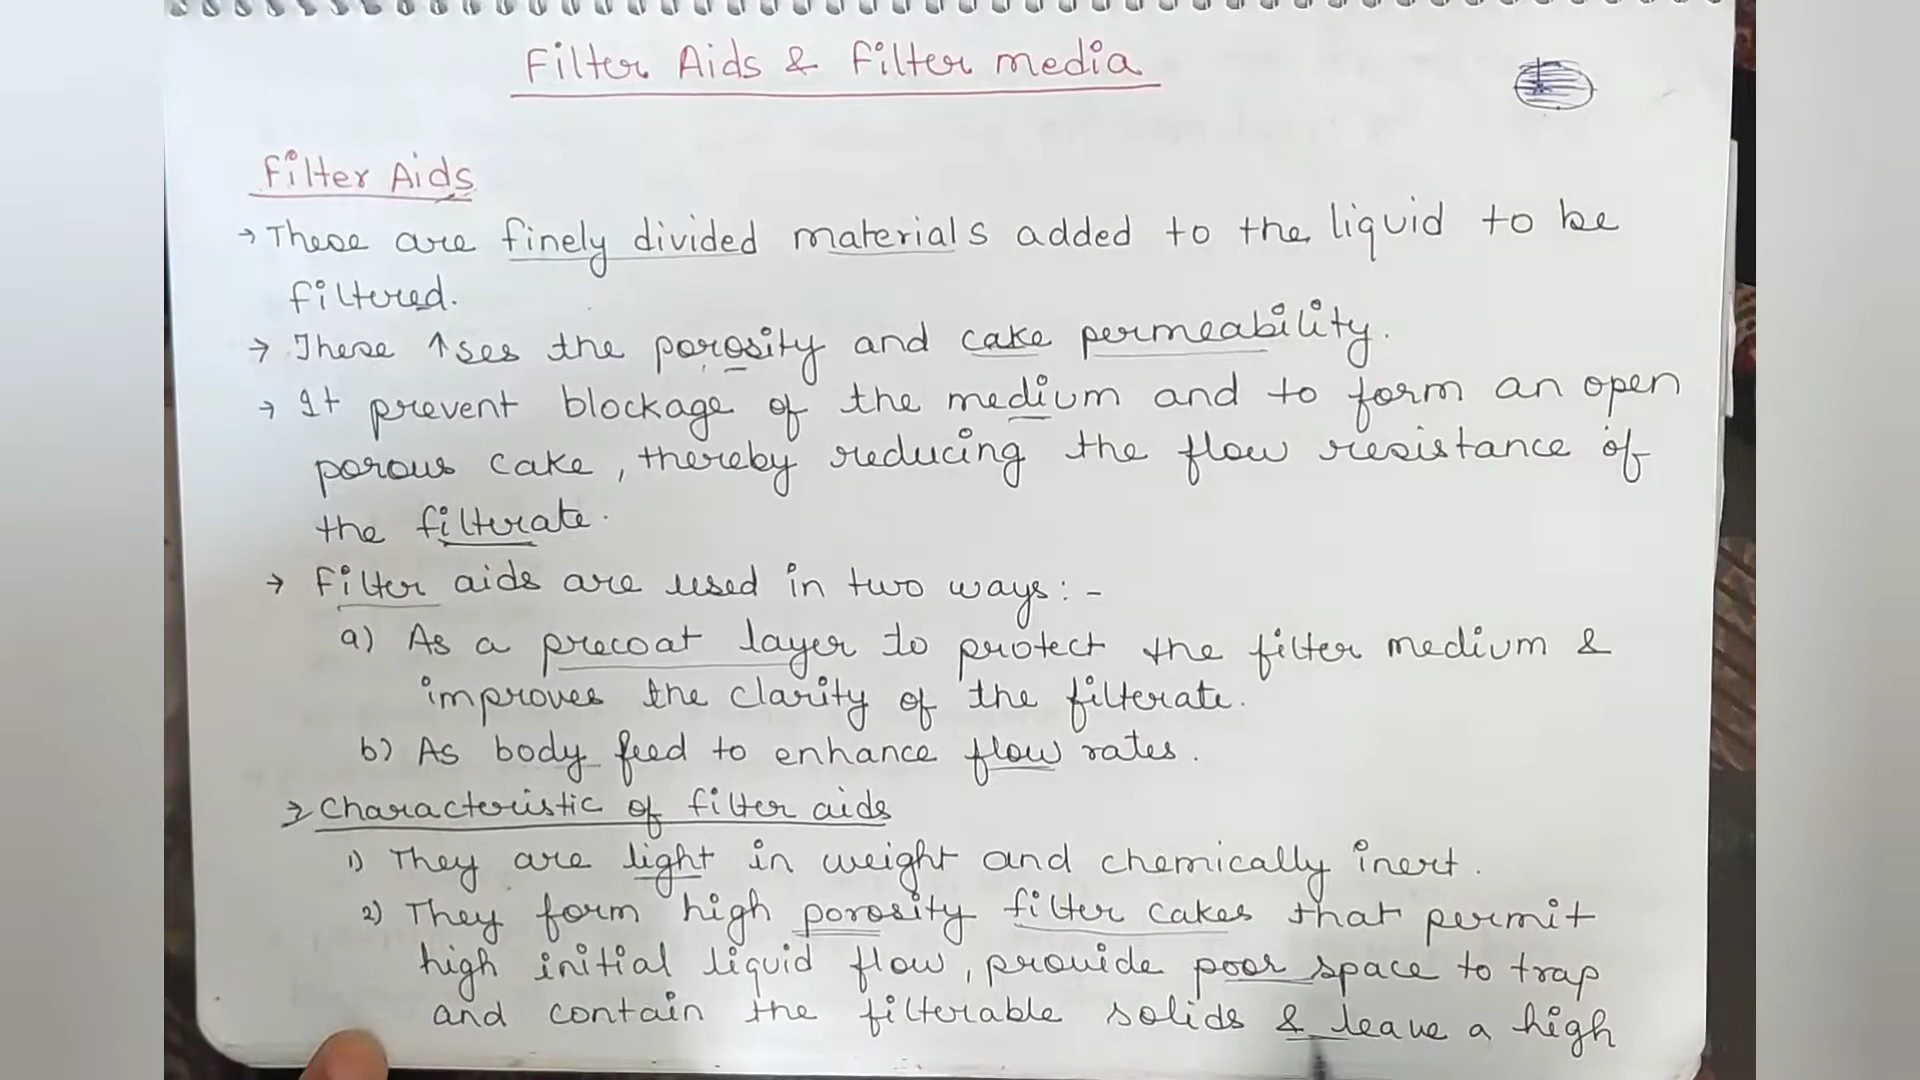 Filter Aids & Filter media
Filter Aids
→ These are finely divided materials added to the liquid to be
filtered.
→ These ↑ses the porosity and cake permeability.
→ It prevent blockage of the medium and to form an open
porous cake, thereby reducing the flow resistance of
the filterate.
→ Filter aids are used in two ways:-
a) As a precoat layer to protect the filter medium &
improves the clarity of the filterate.
b) As body feed to enhance flow rates.
→ Characteristic of filter aids
1) They are light in weight and chemically inert.
2) They form high porosity filter cakes that permit
high initial liquid flow, provide poor space to trap
and contain the filterable solids & leave a high